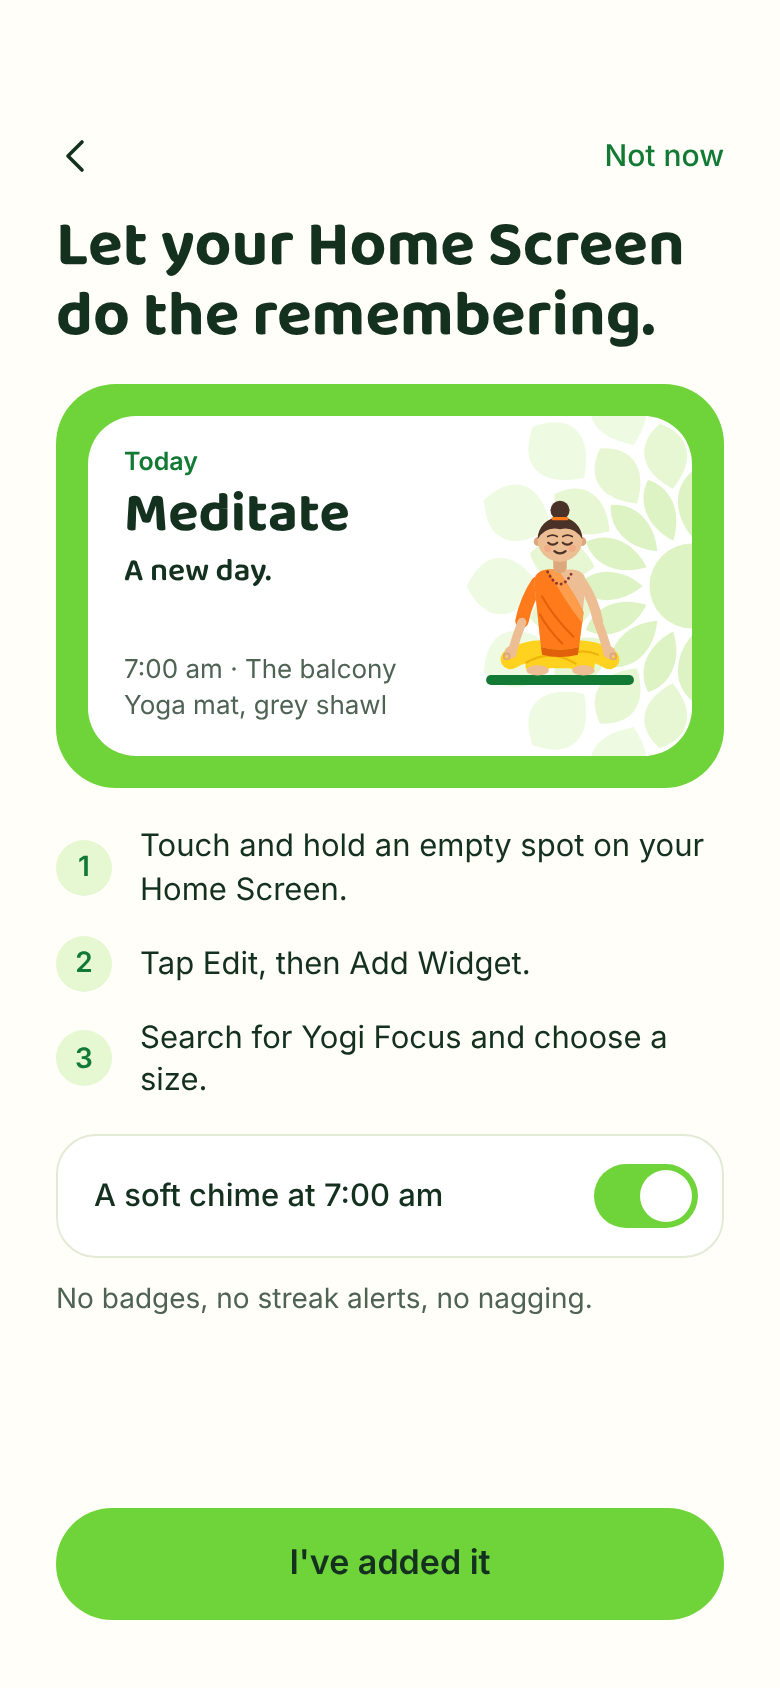 Not now
Let your Home Screen
do the remembering.
Today
Meditate
A new day.
7:00 am · The balcony
Yoga mat, grey shawl
1
Touch and hold an empty spot on your
Home Screen.
2
Tap Edit, then Add Widget.
3
Search for Yogi Focus and choose a
size.
A soft chime at 7:00 am
No badges, no streak alerts, no nagging.
I've added it